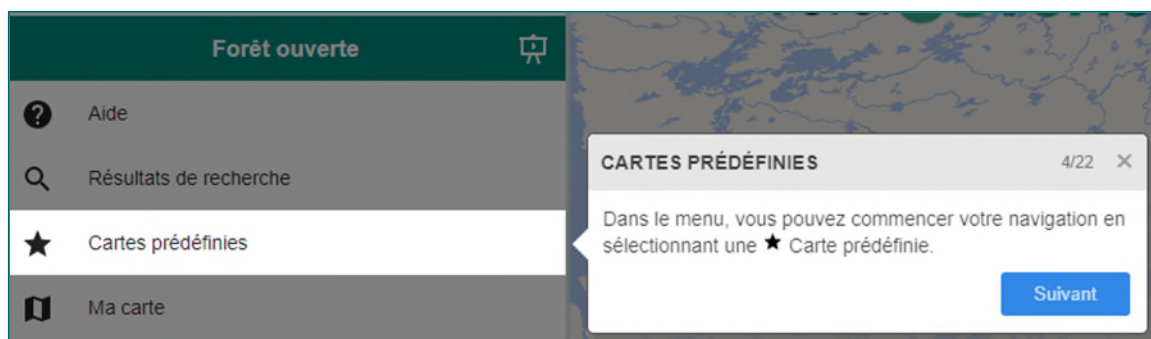 Forêt ouverte
Aide
Résultats de recherche
Cartes prédéfinies
Ma carte
CARTES PRÉDÉFINIES 4/22
Dans le menu, vous pouvez commencer votre navigation en
sélectionnant une ★ Carte prédéfinie.
Suivant